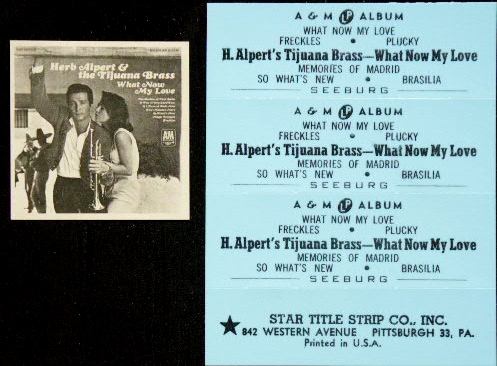 Herb Alpert &
the Tijuana Brass
What Now
My Love
A&M
A & M LP ALBUM
WHAT NOW MY LOVE
FRECKLES • PLUCKY
H. Alpert's Tijuana Brass—What Now My Love
MEMORIES OF MADRID
SO WHAT'S NEW • BRASILIA
SEEBURG
A & M LP ALBUM
WHAT NOW MY LOVE
FRECKLES • PLUCKY
H. Alpert's Tijuana Brass—What Now My Love
MEMORIES OF MADRID
SO WHAT'S NEW • BRASILIA
SEEBURG
A & M LP ALBUM
WHAT NOW MY LOVE
FRECKLES • PLUCKY
H. Alpert's Tijuana Brass—What Now My Love
MEMORIES OF MADRID
SO WHAT'S NEW • BRASILIA
SEEBURG
STAR TITLE STRIP CO., INC.
842 WESTERN AVENUE PITTSBURGH 33, PA.
Printed in U.S.A.